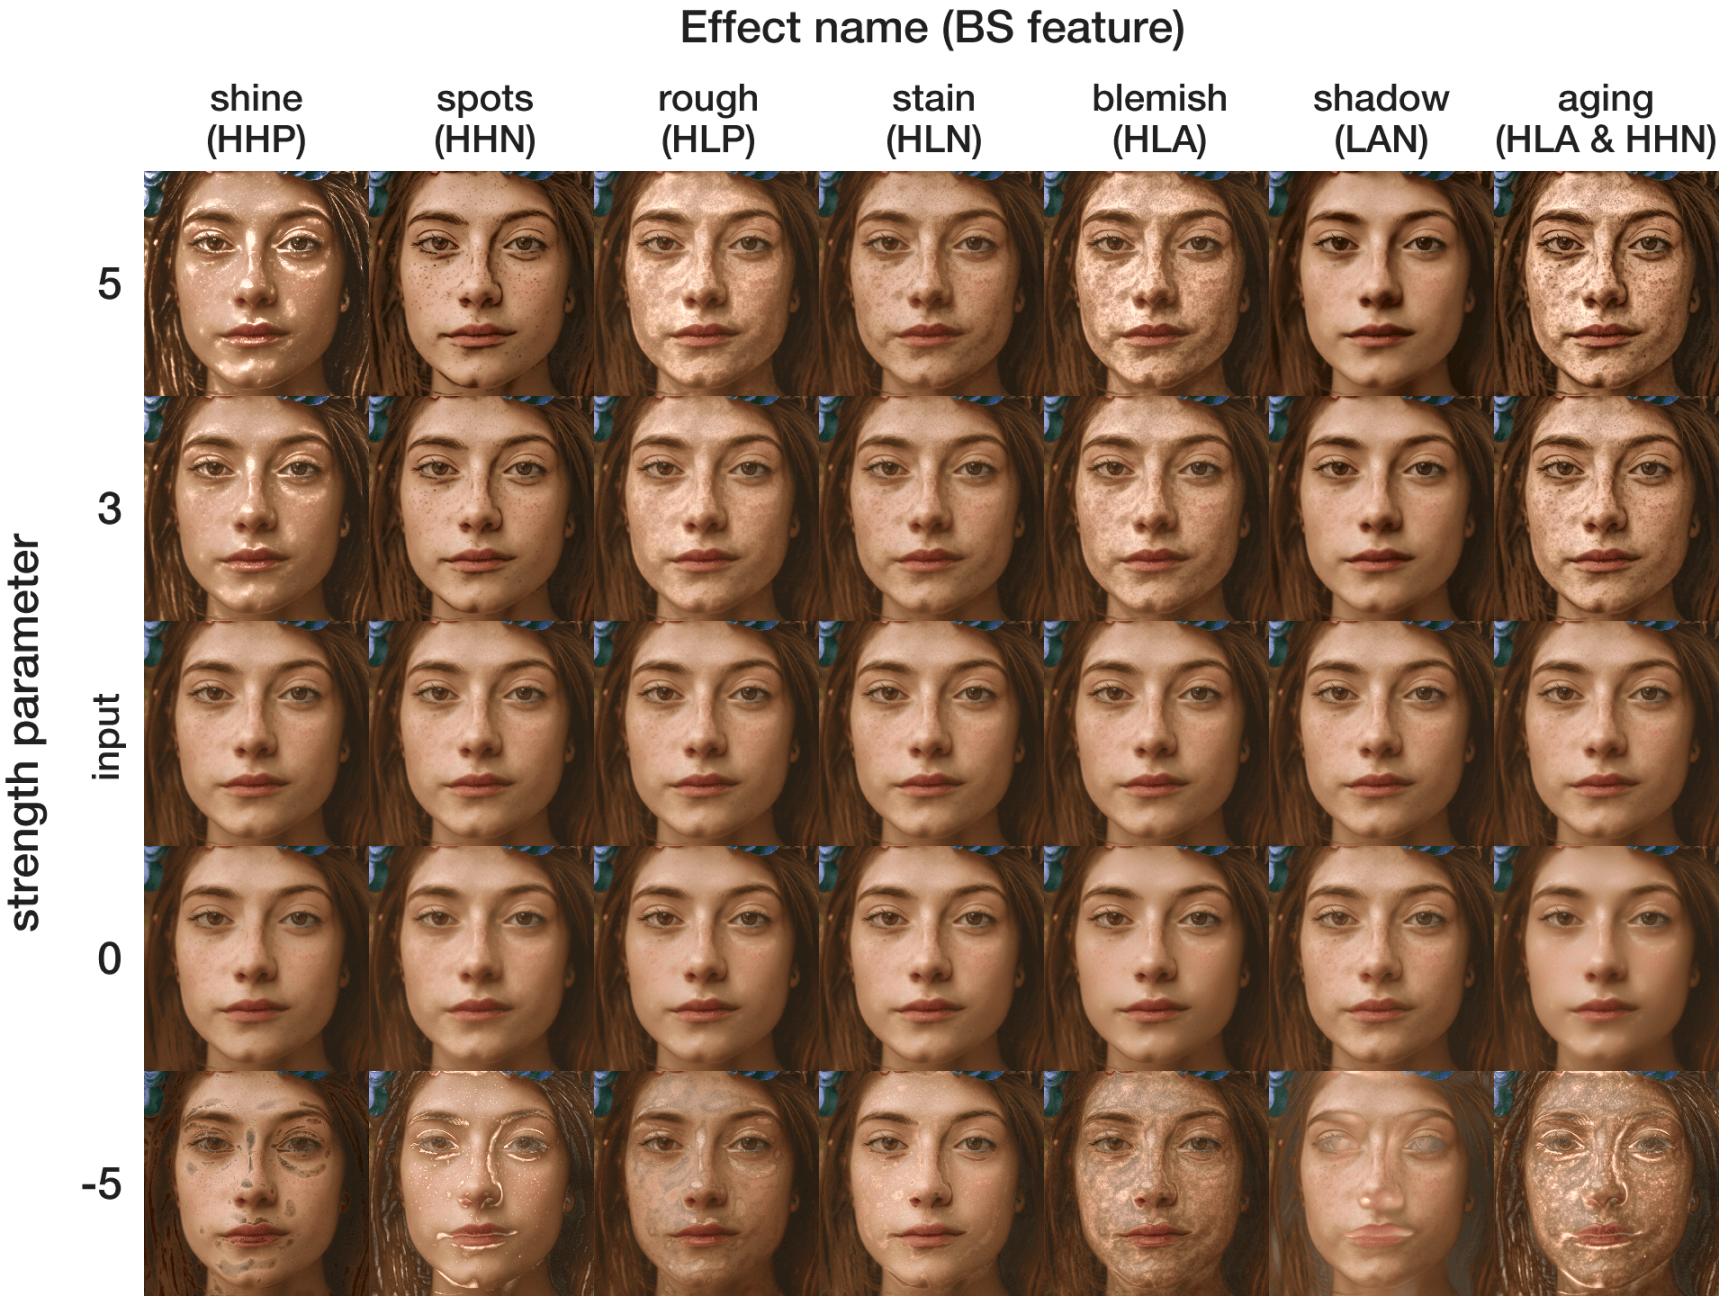 Effect name (BS feature)
shine spots rough stain blemish shadow aging
(HHP) (HHN) (HLP) (HLN) (HLA) (LAN) (HLA & HHN)
strength parameter
5
3
input
0
-5